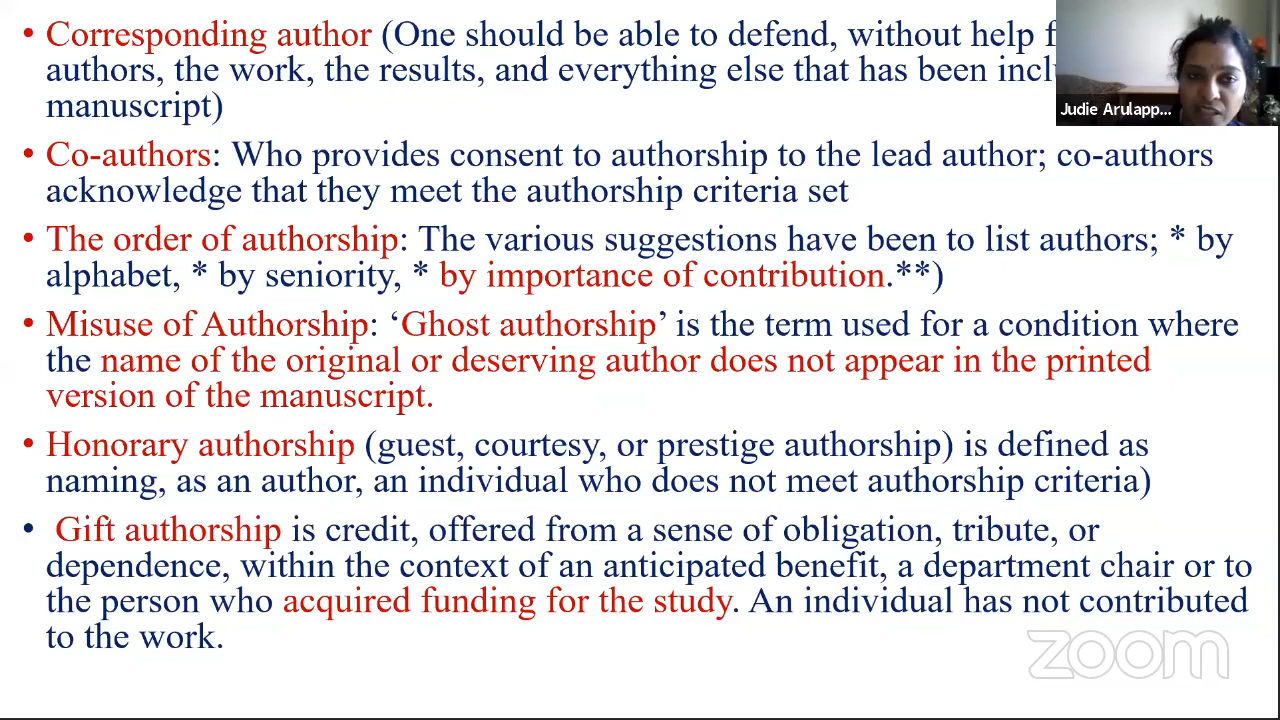 • Corresponding author (One should be able to defend, without help f
authors, the work, the results, and everything else that has been incl
manuscript)
• Co-authors: Who provides consent to authorship to the lead author; co-authors
acknowledge that they meet the authorship criteria set
• The order of authorship: The various suggestions have been to list authors; * by
alphabet, * by seniority, * by importance of contribution.**)
• Misuse of Authorship: ‘Ghost authorship’ is the term used for a condition where
the name of the original or deserving author does not appear in the printed
version of the manuscript.
• Honorary authorship (guest, courtesy, or prestige authorship) is defined as
naming, as an author, an individual who does not meet authorship criteria)
• Gift authorship is credit, offered from a sense of obligation, tribute, or
dependence, within the context of an anticipated benefit, a department chair or to
the person who acquired funding for the study. An individual has not contributed
to the work.
Judie Arulapp...
zoom